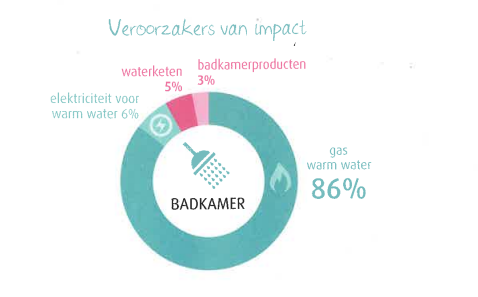 Veroorzakers van impact
badkamerproducten
3%
waterketen
5%
elektriciteit voor
warm water 6%
gas
warm water
86%
BADKAMER